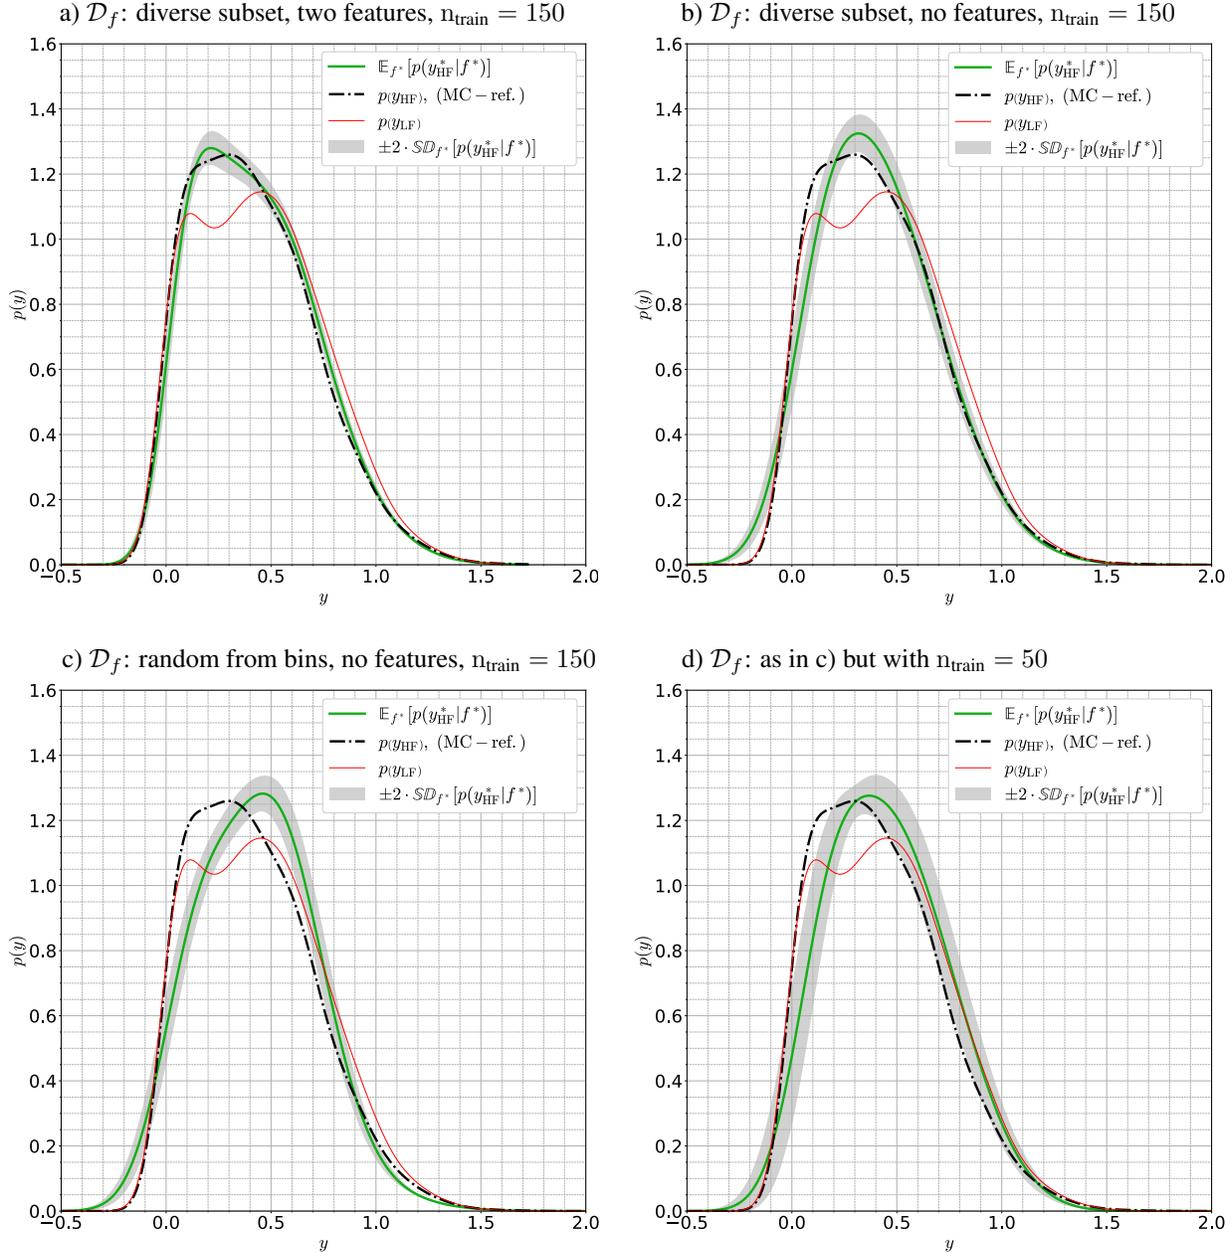 a) 𝒟_f: diverse subset, two features, n_train = 150
1.6
1.4
1.2
1.0
0.8
0.6
0.4
0.2
0.0
p(y)
𝔼_f*[p(y*_HF|f*)]
p(y_HF), (MC − ref.)
p(y_LF)
±2 · 𝕊𝔻_f*[p(y*_HF|f*)]
−0.5 0.0 0.5 1.0 1.5 2.0
y
b) 𝒟_f: diverse subset, no features, n_train = 150
1.6
1.4
1.2
1.0
0.8
0.6
0.4
0.2
0.0
p(y)
𝔼_f*[p(y*_HF|f*)]
p(y_HF), (MC − ref.)
p(y_LF)
±2 · 𝕊𝔻_f*[p(y*_HF|f*)]
−0.5 0.0 0.5 1.0 1.5 2.0
y
c) 𝒟_f: random from bins, no features, n_train = 150
1.6
1.4
1.2
1.0
0.8
0.6
0.4
0.2
0.0
p(y)
𝔼_f*[p(y*_HF|f*)]
p(y_HF), (MC − ref.)
p(y_LF)
±2 · 𝕊𝔻_f*[p(y*_HF|f*)]
−0.5 0.0 0.5 1.0 1.5 2.0
y
d) 𝒟_f: as in c) but with n_train = 50
1.6
1.4
1.2
1.0
0.8
0.6
0.4
0.2
0.0
p(y)
𝔼_f*[p(y*_HF|f*)]
p(y_HF), (MC − ref.)
p(y_LF)
±2 · 𝕊𝔻_f*[p(y*_HF|f*)]
−0.5 0.0 0.5 1.0 1.5 2.0
y